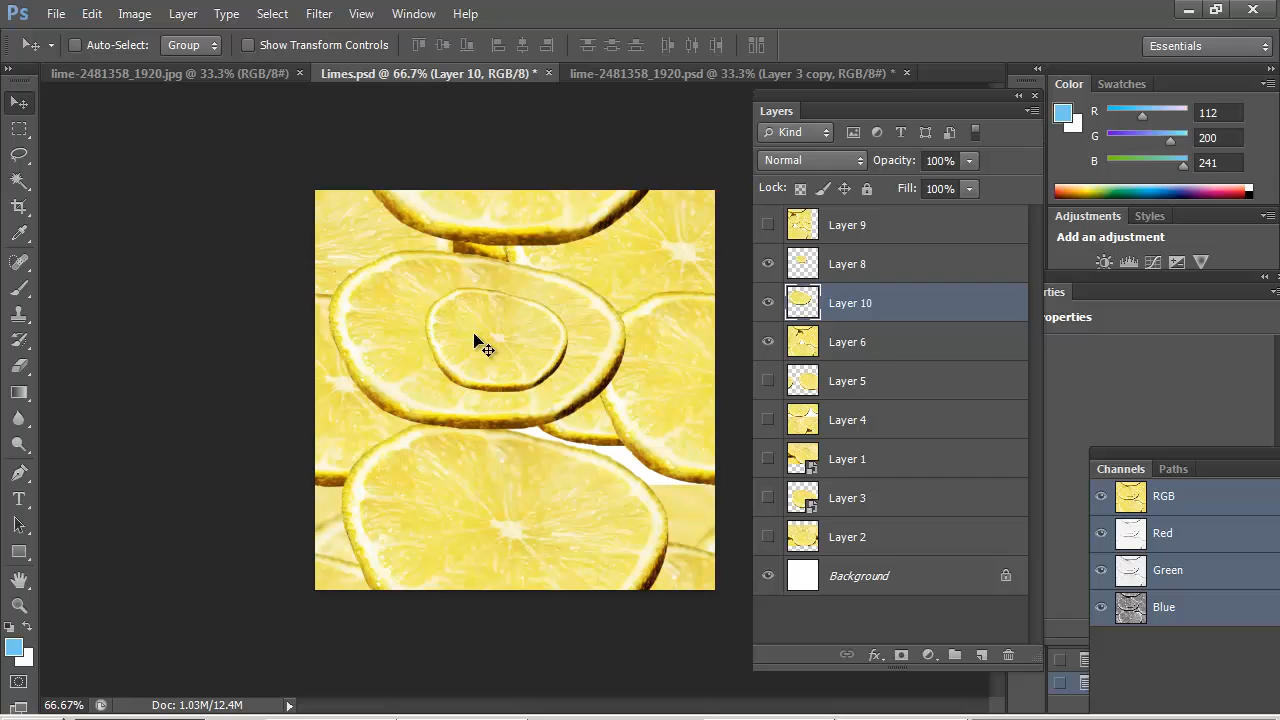 Ps File Edit Image Layer Type Select Filter View Window Help
Auto-Select: Group Show Transform Controls Essentials
lime-2481358_1920.jpg @ 33.3% (RGB/8#) × Limes.psd @ 66.7% (Layer 10, RGB/8) * × lime-2481358_1920.psd @ 33.3% (Layer 3 copy, RGB/8#) * ×
Layers
Kind
Normal Opacity: 100%
Lock: Fill: 100%
Layer 9
Layer 8
Layer 10
Layer 6
Layer 5
Layer 4
Layer 1
Layer 3
Layer 2
Background
fx
Color Swatches
R 112
G 200
B 241
Adjustments Styles
Add an adjustment
rties
roperties
Channels Paths
RGB
Red
Green
Blue
66.67% Doc: 1.03M/12.4M